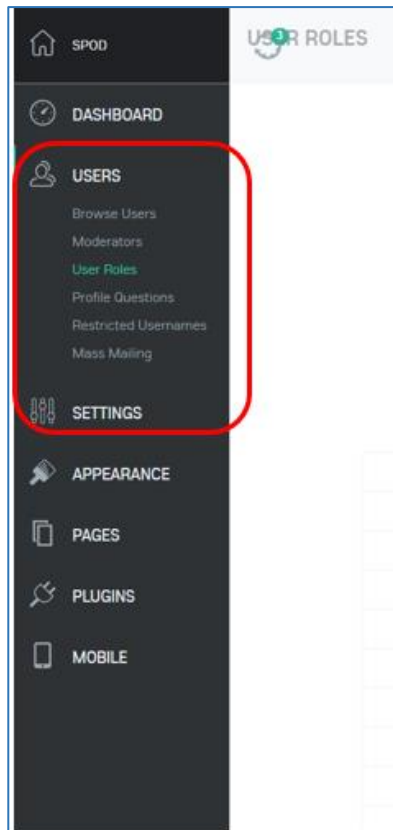 SPOD
USER ROLES
3
DASHBOARD
USERS
Browse Users
Moderators
User Roles
Profile Questions
Restricted Usernames
Mass Mailing
SETTINGS
APPEARANCE
PAGES
PLUGINS
MOBILE